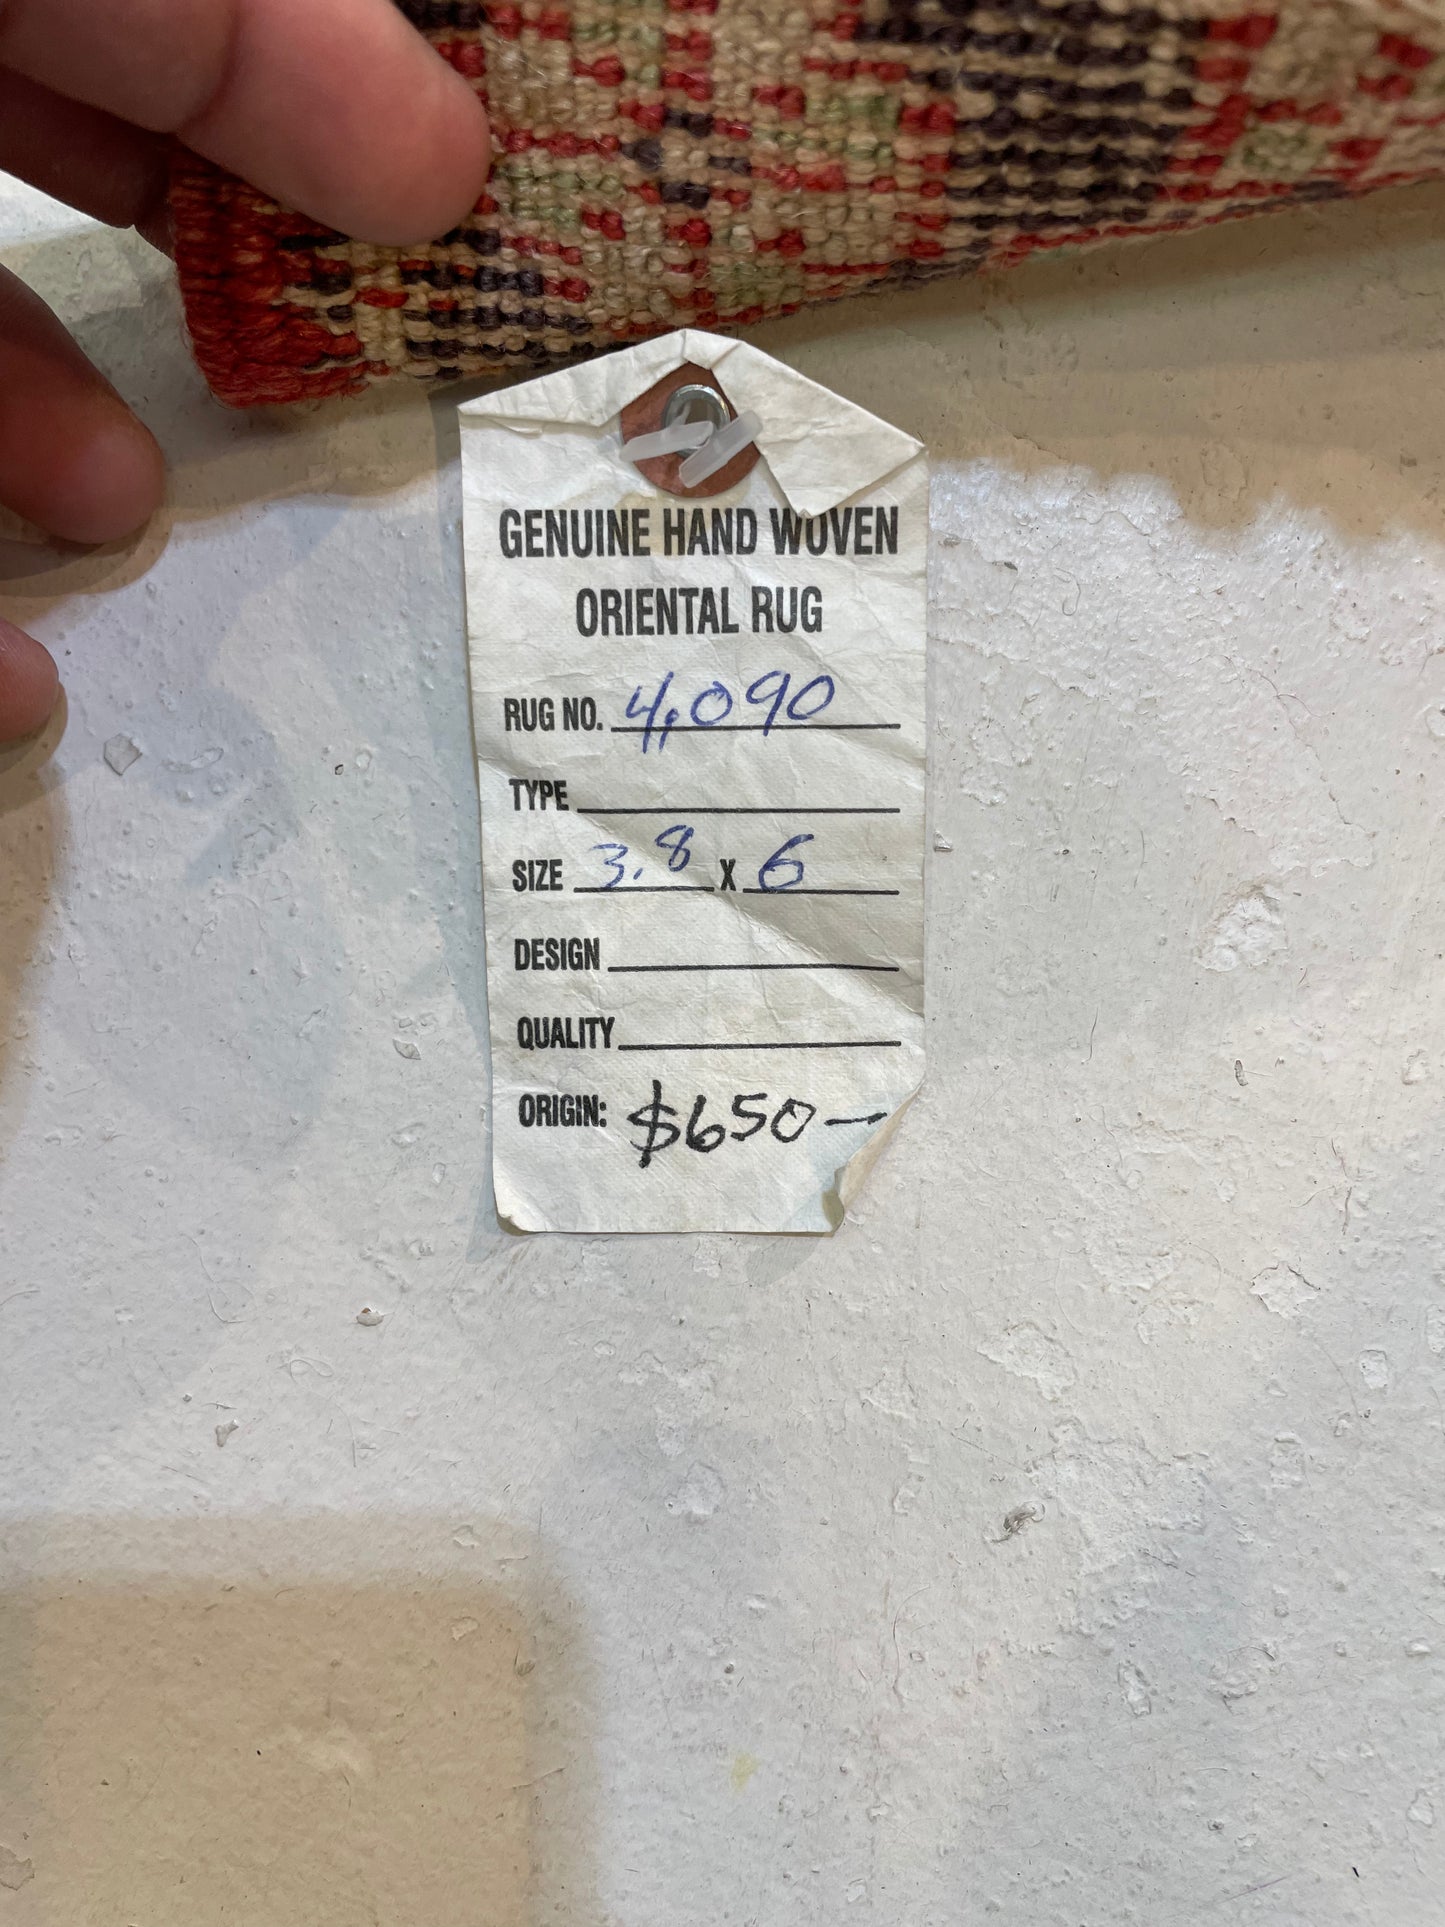 GENUINE HAND WOVEN
ORIENTAL RUG
RUG NO. 4,090
TYPE
SIZE 3.8 X 6
DESIGN
QUALITY
ORIGIN: $650—